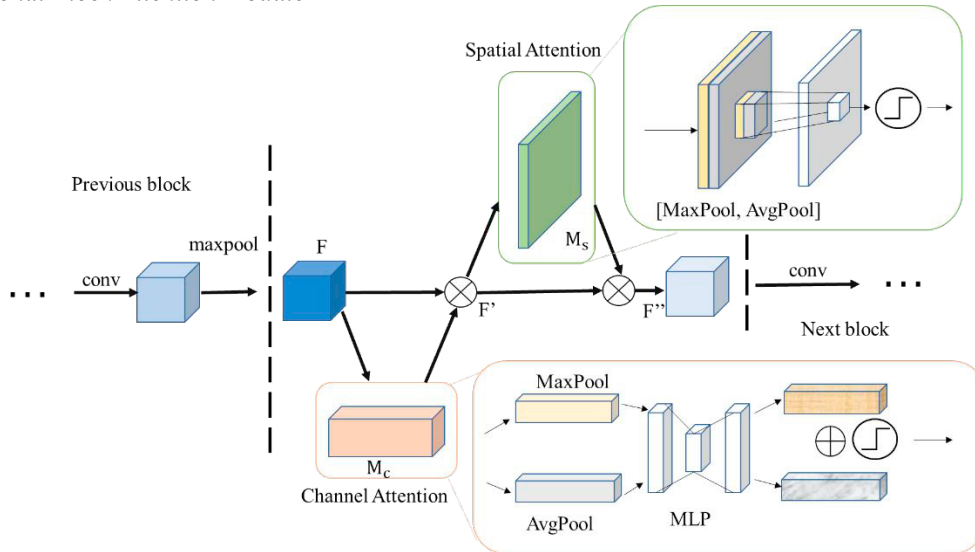 Spatial Attention
Previous block
[MaxPool, AvgPool]
Ms
maxpool
F
conv
conv
...
F'
F''
...
Next block
MaxPool
Mc
Channel Attention
AvgPool
MLP